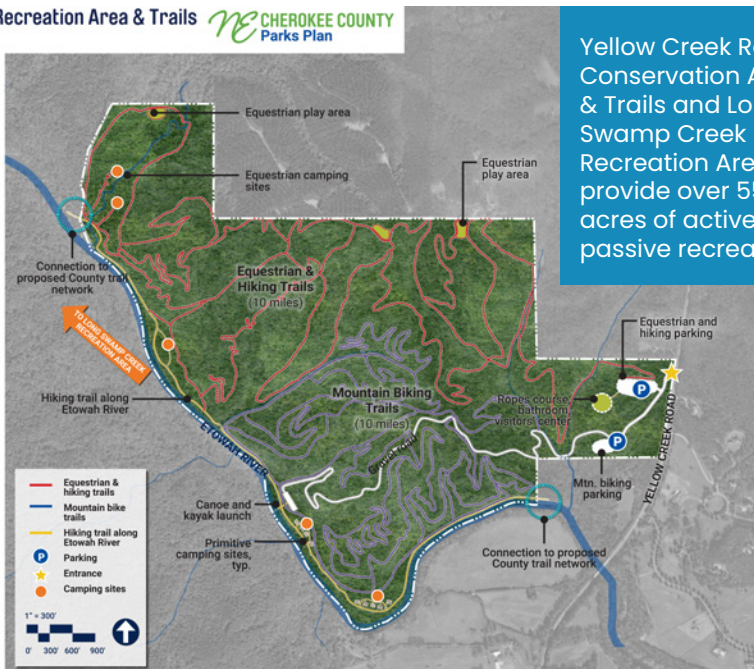 Recreation Area & Trails
NE CHEROKEE COUNTY
Parks Plan
Yellow Creek
Conservation
& Trails and
Swamp Creek
Recreation
provide over
acres of active
passive
Equestrian play area
Equestrian camping
sites
Equestrian
play area
Connection to
proposed County trail
network
Equestrian &
Hiking Trails
(10 miles)
TO LONG SWAMP CREEK
RECREATION AREA
Equestrian and
hiking parking
P
Hiking trail along
Etowah River
Mountain Biking
Trails
(10 miles)
Ropes course,
bathroom,
visitors' center
P
ETOWAH RIVER
Gravel road
YELLOW CREEK ROAD
Mtn. biking
parking
Canoe and
kayak launch
Primitive
camping sites,
typ.
Connection to proposed
County trail network
Equestrian &
hiking trails
Mountain bike
trails
Hiking trail along
Etowah River
P Parking
Entrance
Camping sites
1" = 300'
0' 300' 600' 900'